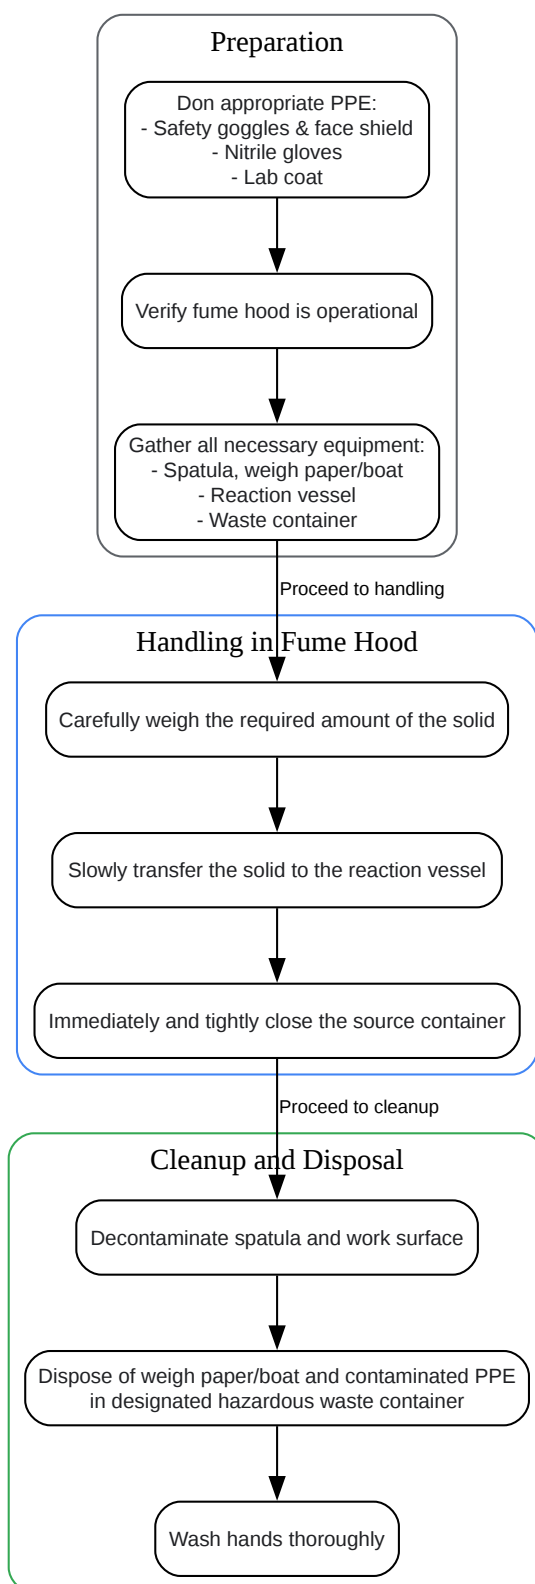 Preparation
Don appropriate PPE:
- Safety goggles & face shield
- Nitrile gloves
- Lab coat
Verify fume hood is operational
Gather all necessary equipment:
- Spatula, weigh paper/boat
- Reaction vessel
- Waste container
Proceed to handling
Handling in Fume Hood
Carefully weigh the required amount of the solid
Slowly transfer the solid to the reaction vessel
Immediately and tightly close the source container
Proceed to cleanup
Cleanup and Disposal
Decontaminate spatula and work surface
Dispose of weigh paper/boat and contaminated PPE
in designated hazardous waste container
Wash hands thoroughly